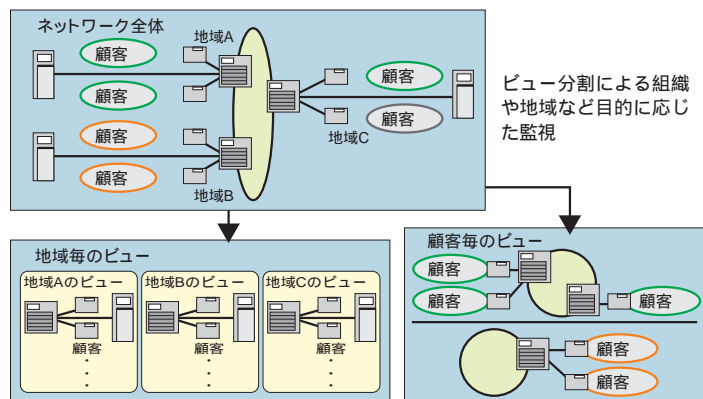 ネットワーク全体
地域A
顧客
顧客
顧客
顧客
顧客
地域C
顧客
地域B
ビュー分割による組織
や地域など目的に応じ
た監視
地域毎のビュー
地域Aのビュー
顧客
・
・
・
地域Bのビュー
顧客
・
・
・
地域Cのビュー
顧客
・
・
・
顧客毎のビュー
顧客
顧客
顧客
顧客
顧客